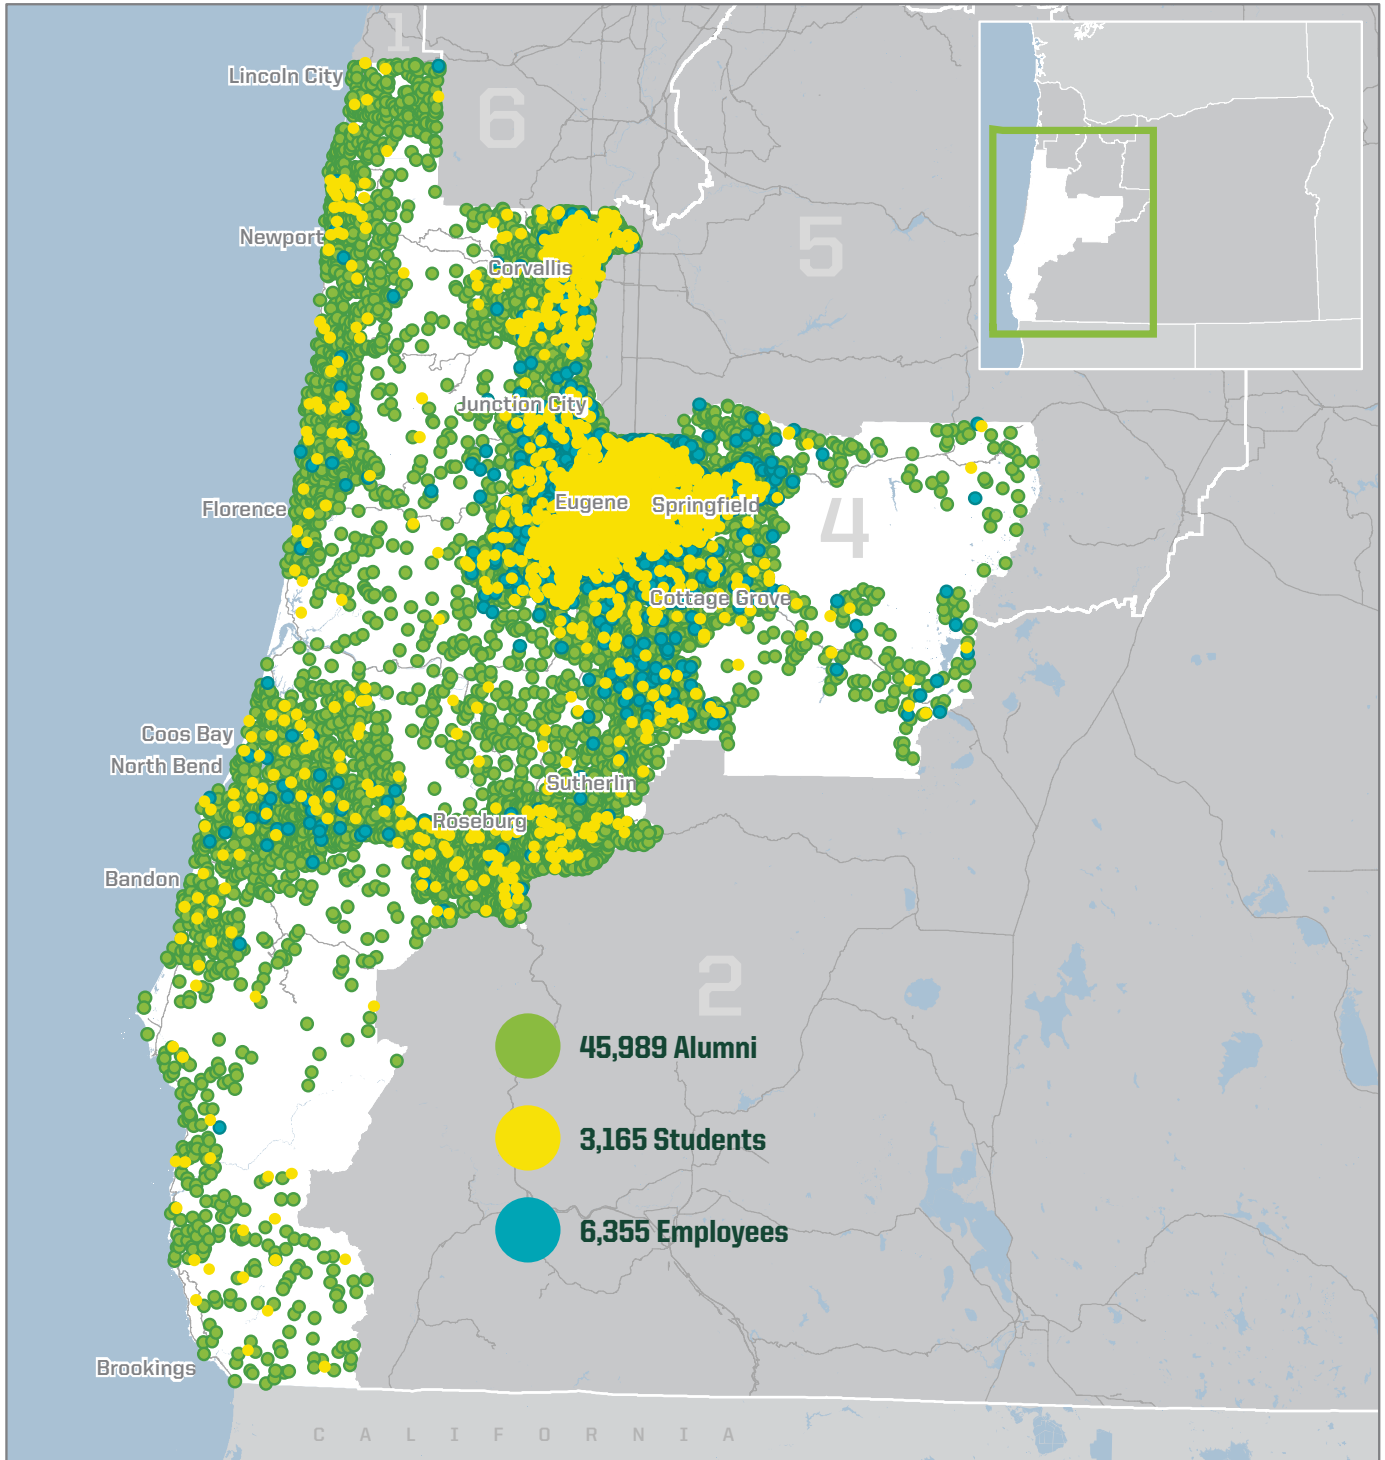 1
Lincoln City
6
5
Newport
Corvallis
Junction City
Eugene
Springfield
Florence
4
Cottage Grove
Coos Bay
North Bend
Sutherlin
Roseburg
Bandon
2
45,989 Alumni
3,165 Students
6,355 Employees
Brookings
CALIFORNIA